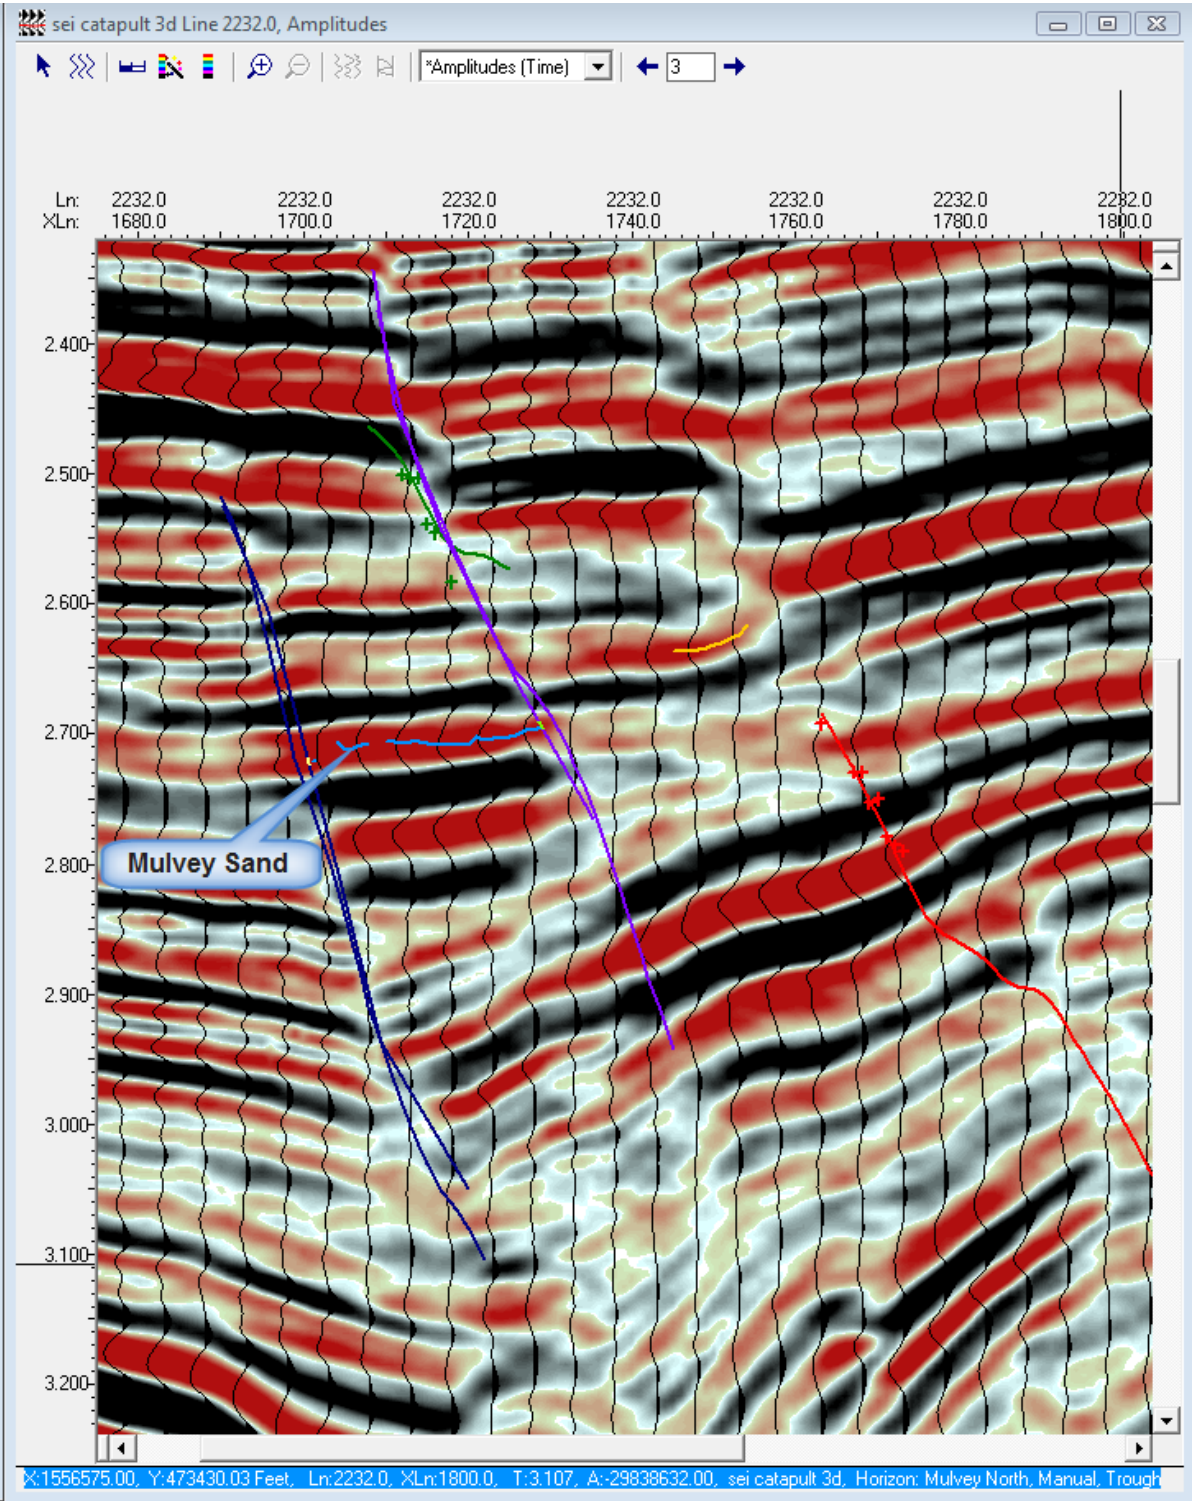 sei catapult 3d Line 2232.0, Amplitudes
*Amplitudes (Time) 3
Ln: 2232.0 2232.0 2232.0 2232.0 2232.0 2232.0 2232.0
XLn: 1680.0 1700.0 1720.0 1740.0 1760.0 1780.0 1800.0
2.400
2.500
2.600
2.700
2.800
Mulvey Sand
2.900
3.000
3.100
3.200
X:1556575.00, Y:473430.03 Feet, Ln:2232.0, XLn:1800.0, T:3.107, A:-29838632.00, sei catapult 3d, Horizon: Mulvey North, Manual, Trough